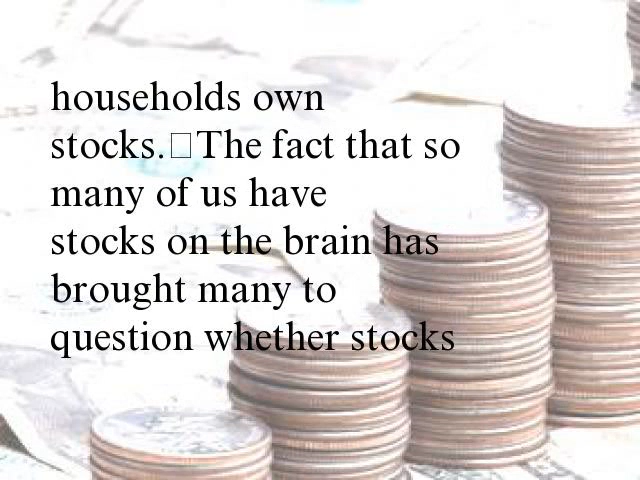 households own
stocks.□The fact that so
many of us have
stocks on the brain has
brought many to
question whether stocks